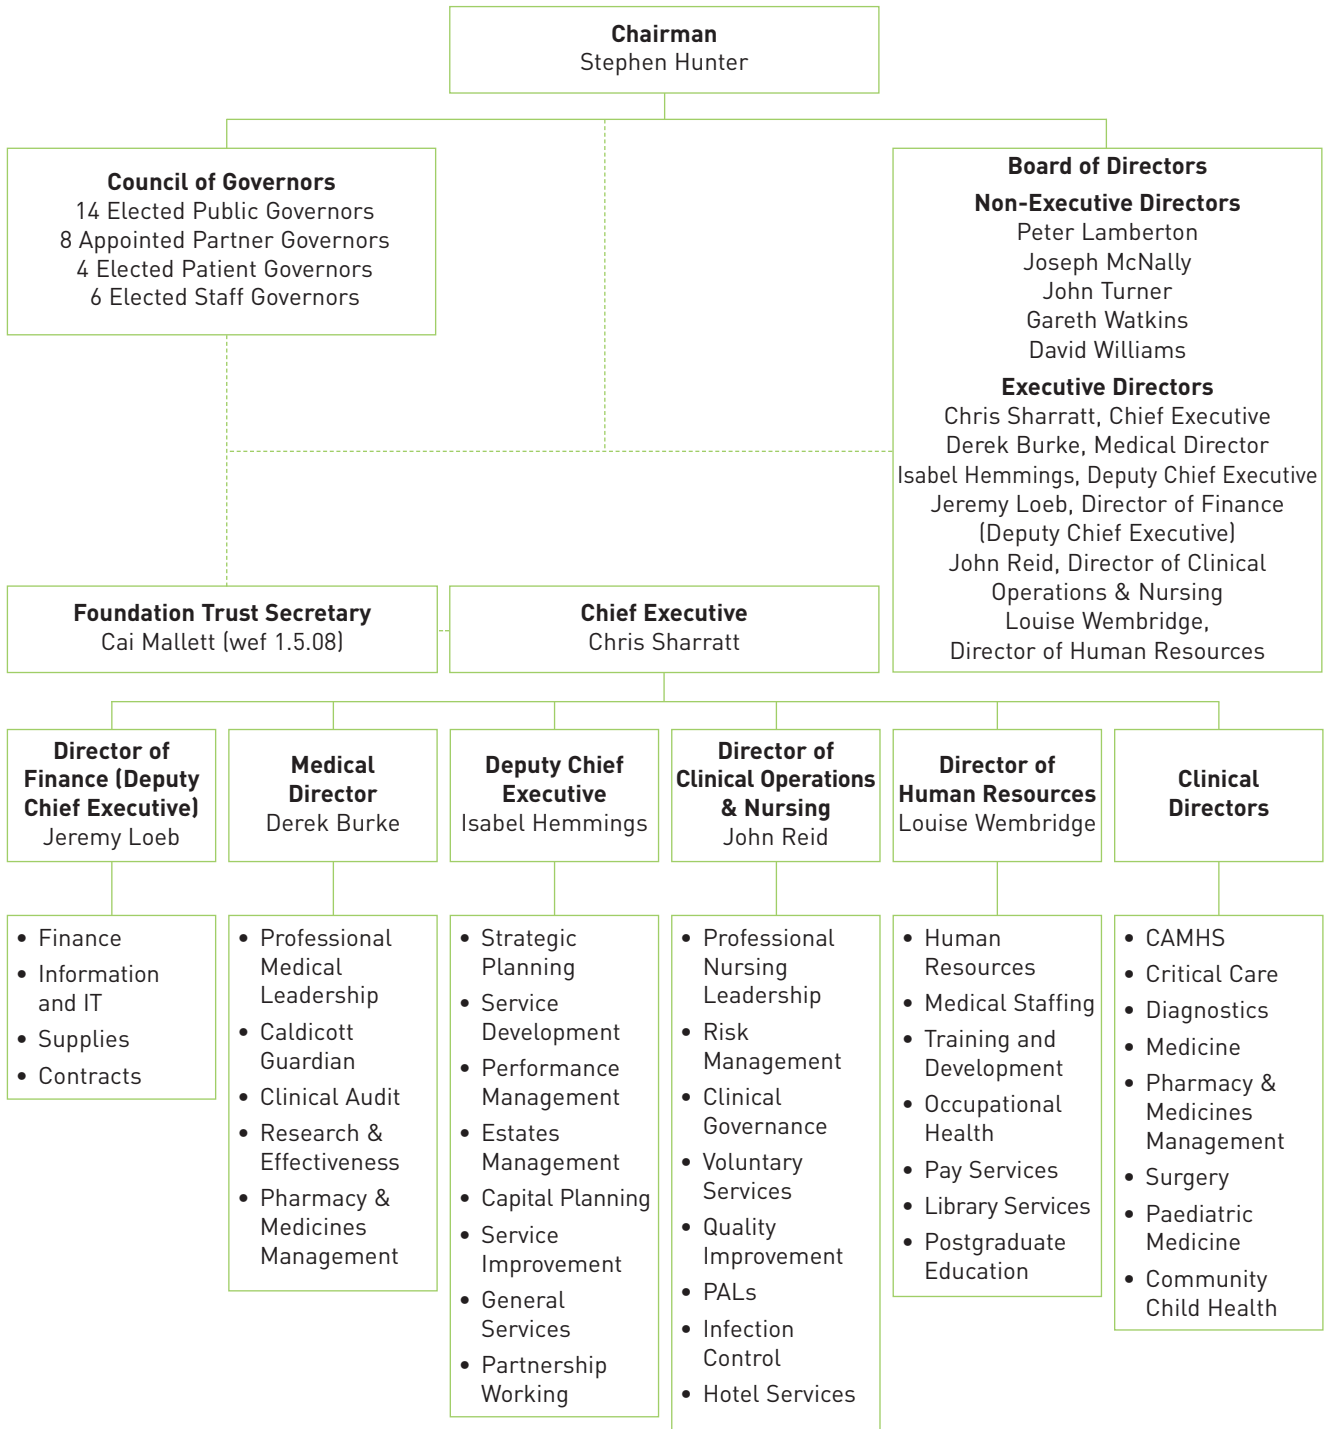 Chairman
Stephen Hunter
Council of Governors
14 Elected Public Governors
8 Appointed Partner Governors
4 Elected Patient Governors
6 Elected Staff Governors
Board of Directors
Non-Executive Directors
Peter Lamberton
Joseph McNally
John Turner
Gareth Watkins
David Williams
Executive Directors
Chris Sharratt, Chief Executive
Derek Burke, Medical Director
Isabel Hemmings, Deputy Chief Executive
Jeremy Loeb, Director of Finance
(Deputy Chief Executive)
John Reid, Director of Clinical
Operations & Nursing
Louise Wembridge,
Director of Human Resources
Foundation Trust Secretary
Cai Mallett (wef 1.5.08)
Chief Executive
Chris Sharratt
Director of
Finance (Deputy
Chief Executive)
Jeremy Loeb
Medical
Director
Derek Burke
Deputy Chief
Executive
Isabel Hemmings
Director of
Clinical Operations
& Nursing
John Reid
Director of
Human Resources
Louise Wembridge
Clinical
Directors
• Finance
• Information
and IT
• Supplies
• Contracts
• Professional
Medical
Leadership
• Caldicott
Guardian
• Clinical Audit
• Research &
Effectiveness
• Pharmacy &
Medicines
Management
• Strategic
Planning
• Service
Development
• Performance
Management
• Estates
Management
• Capital Planning
• Service
Improvement
• General
Services
• Partnership
Working
• Professional
Nursing
Leadership
• Risk
Management
• Clinical
Governance
• Voluntary
Services
• Quality
Improvement
• PALs
• Infection
Control
• Hotel Services
• Human
Resources
• Medical Staffing
• Training and
Development
• Occupational
Health
• Pay Services
• Library Services
• Postgraduate
Education
• CAMHS
• Critical Care
• Diagnostics
• Medicine
• Pharmacy &
Medicines
Management
• Surgery
• Paediatric
Medicine
• Community
Child Health